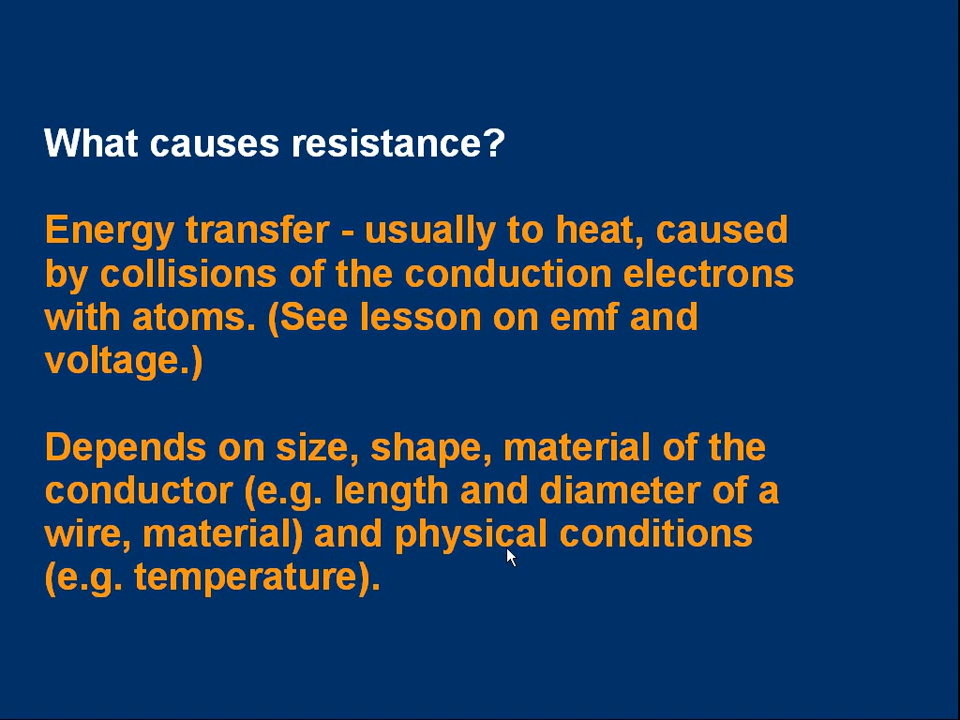 What causes resistance?
Energy transfer - usually to heat, caused
by collisions of the conduction electrons
with atoms. (See lesson on emf and
voltage.)
Depends on size, shape, material of the
conductor (e.g. length and diameter of a
wire, material) and physical conditions
(e.g. temperature).